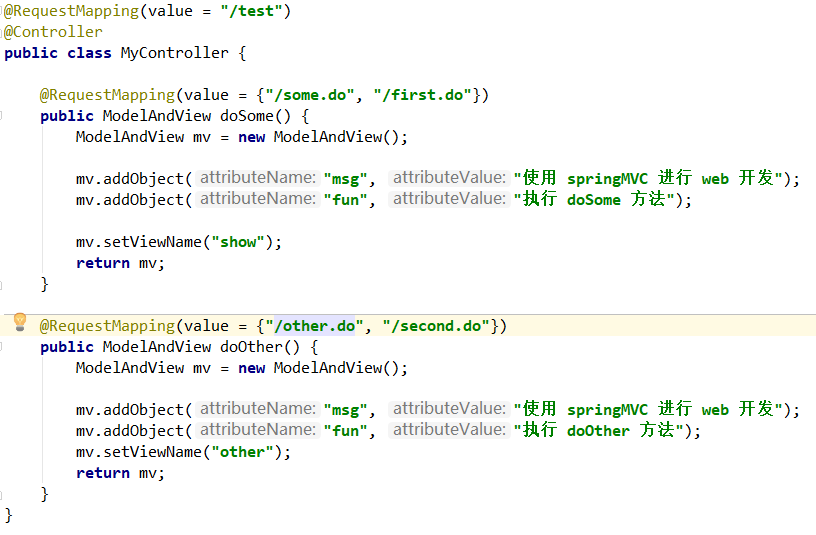 @RequestMapping(value = "/test")
@Controller
public class MyController {
@RequestMapping(value = {"/some.do", "/first.do"})
public ModelAndView doSome() {
ModelAndView mv = new ModelAndView();
mv.addObject( attributeName: "msg", attributeValue: "使用 springMVC 进行 web 开发");
mv.addObject( attributeName: "fun", attributeValue: "执行 doSome 方法");
mv.setViewName("show");
return mv;
}
@RequestMapping(value = {"/other.do", "/second.do"})
public ModelAndView doOther() {
ModelAndView mv = new ModelAndView();
mv.addObject( attributeName: "msg", attributeValue: "使用 springMVC 进行 web 开发");
mv.addObject( attributeName: "fun", attributeValue: "执行 doOther 方法");
mv.setViewName("other");
return mv;
}
}